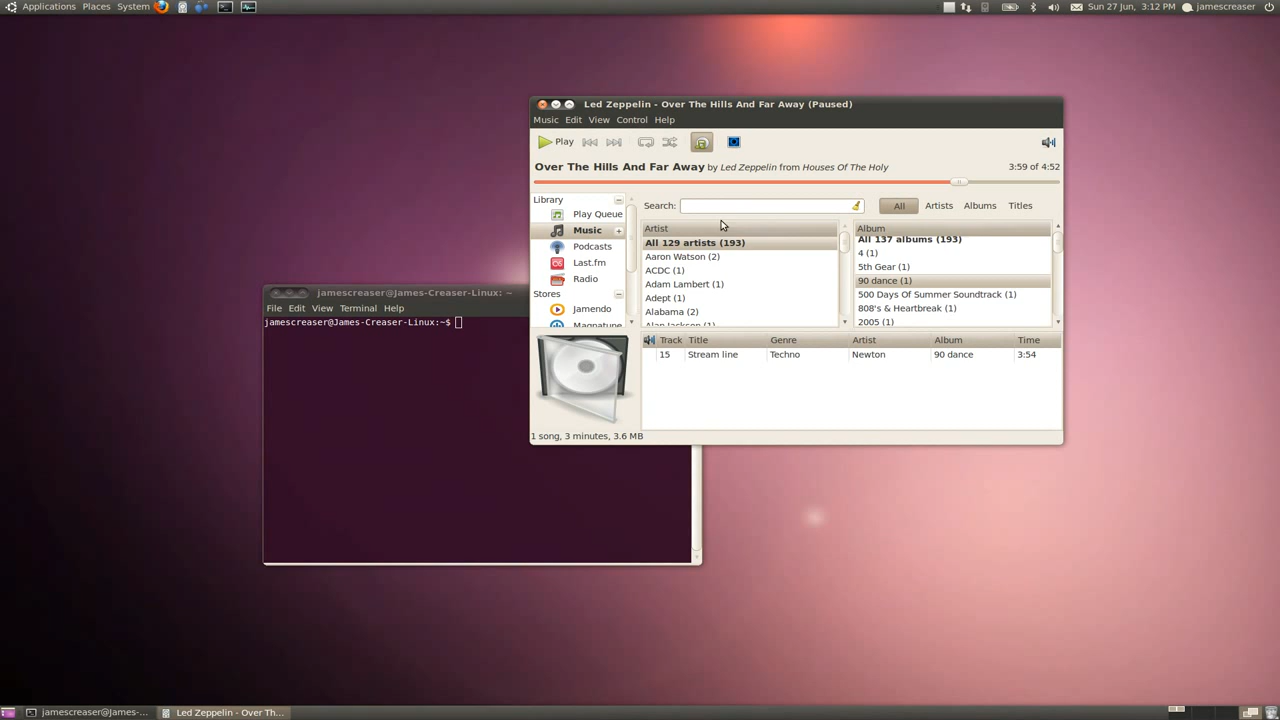 Applications Places System
Sun 27 Jun, 3:12 PM jamescreaser
Led Zeppelin - Over The Hills And Far Away (Paused)
Music Edit View Control Help
Play
Over The Hills And Far Away by Led Zeppelin from Houses Of The Holy 3:59 of 4:52
Library
Play Queue
Music
Podcasts
Last.fm
Radio
Stores
Jamendo
Magnatune
Search: All Artists Albums Titles
Artist
All 129 artists (193)
Aaron Watson (2)
ACDC (1)
Adam Lambert (1)
Adept (1)
Alabama (2)
Alan Jackson (1)
Album
All 137 albums (193)
4 (1)
5th Gear (1)
90 dance (1)
500 Days Of Summer Soundtrack (1)
808's & Heartbreak (1)
2005 (1)
Track Title Genre Artist Album Time
15 Stream line Techno Newton 90 dance 3:54
1 song, 3 minutes, 3.6 MB
jamescreaser@James-Creaser-Linux: ~
File Edit View Terminal Help
jamescreaser@James-Creaser-Linux:~$
jamescreaser@James-... Led Zeppelin - Over Th...